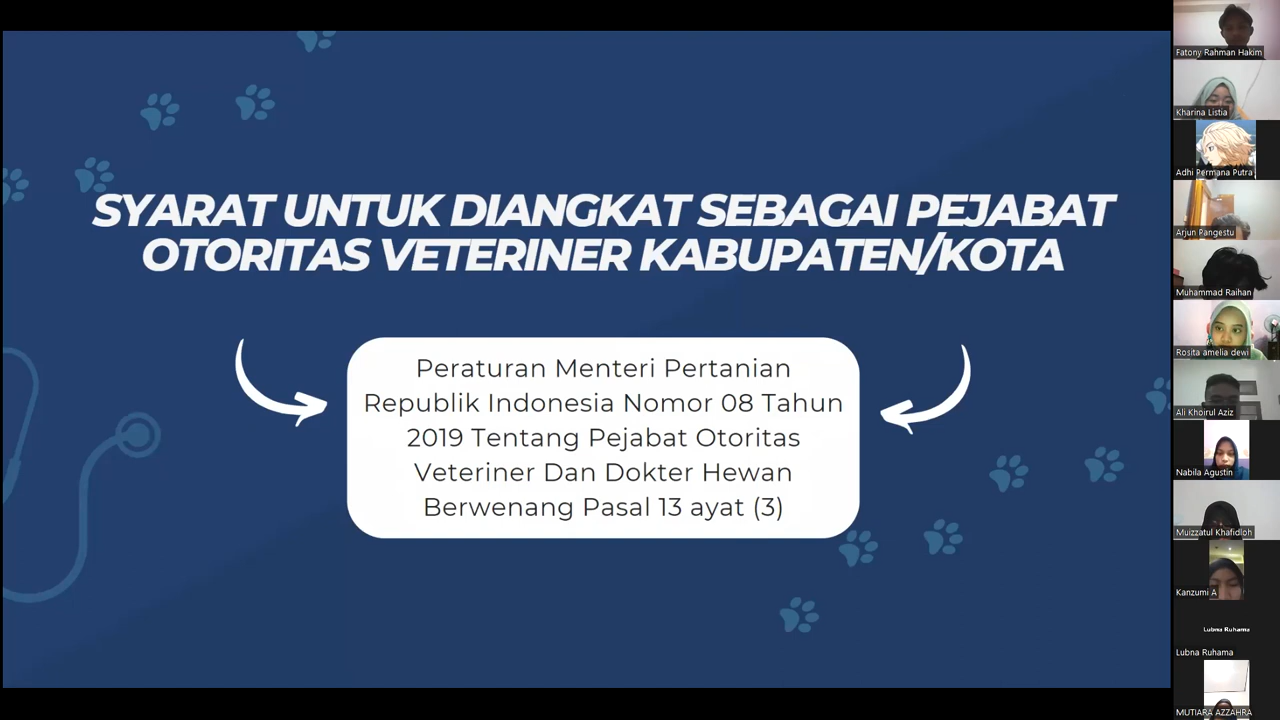 SYARAT UNTUK DIANGKAT SEBAGAI PEJABAT
OTORITAS VETERINER KABUPATEN/KOTA
Peraturan Menteri Pertanian
Republik Indonesia Nomor 08 Tahun
2019 Tentang Pejabat Otoritas
Veteriner Dan Dokter Hewan
Berwenang Pasal 13 ayat (3)
Fatony Rahman Hakim
Kharina Listia
Adhi Permana Putra
Arjun Pangestu
Muhammad Raihan
Rosita amelia dewi
Ali Khoirul Aziz
Nabila Agustin
Muizzatul Khafidloh
Kanzumi A
Lubna Ruhama
Lubna Ruhama
MUTIARA AZZAHRA